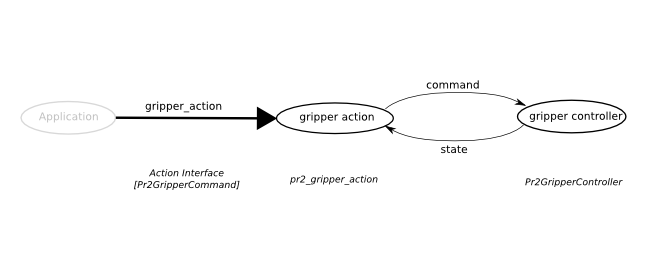 command
gripper_action
Application
gripper action
gripper controller
state
Action Interface
[Pr2GripperCommand]
pr2_gripper_action
Pr2GripperController